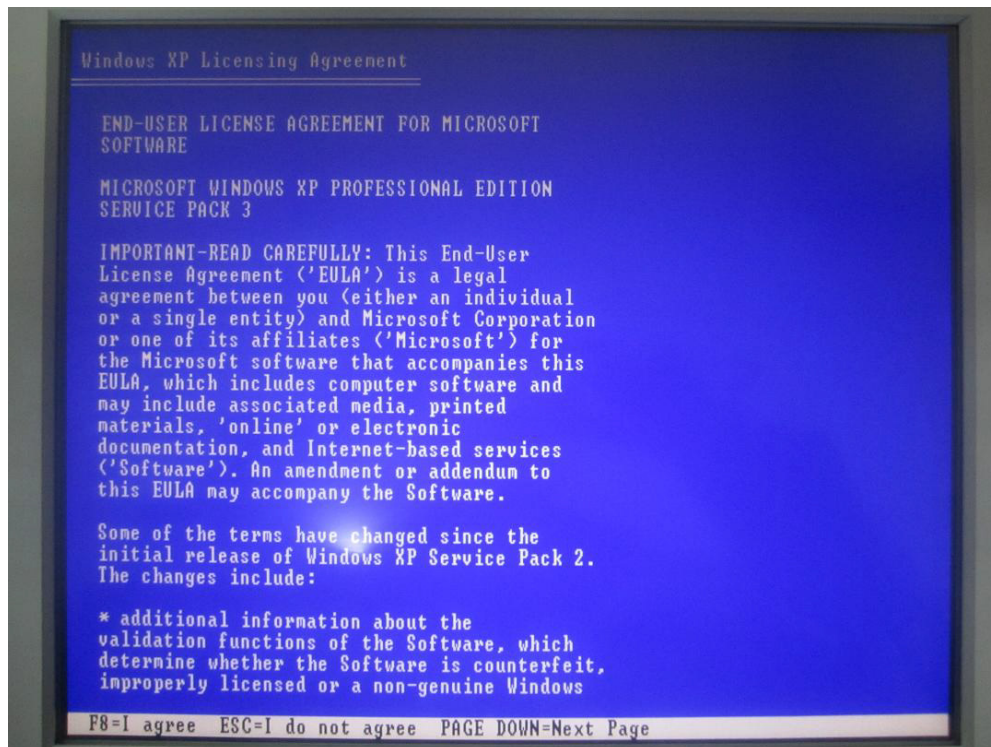 Windows XP Licensing Agreement
END-USER LICENSE AGREEMENT FOR MICROSOFT
SOFTWARE
MICROSOFT WINDOWS XP PROFESSIONAL EDITION
SERVICE PACK 3
IMPORTANT-READ CAREFULLY: This End-User
License Agreement ('EULA') is a legal
agreement between you (either an individual
or a single entity) and Microsoft Corporation
or one of its affiliates ('Microsoft') for
the Microsoft software that accompanies this
EULA, which includes computer software and
may include associated media, printed
materials, 'online' or electronic
documentation, and Internet-based services
('Software'). An amendment or addendum to
this EULA may accompany the Software.
Some of the terms have changed since the
initial release of Windows XP Service Pack 2.
The changes include:
* additional information about the
validation functions of the Software, which
determine whether the Software is counterfeit,
improperly licensed or a non-genuine Windows
F8=I agree ESC=I do not agree PAGE DOWN=Next Page